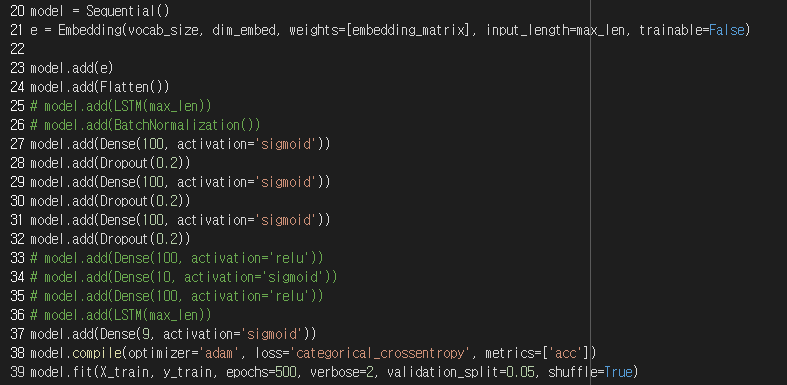 20 model = Sequential()
21 e = Embedding(vocab_size, dim_embed, weights=[embedding_matrix], input_length=max_len, trainable=False)
22
23 model.add(e)
24 model.add(Flatten())
25 # model.add(LSTM(max_len))
26 # model.add(BatchNormalization())
27 model.add(Dense(100, activation='sigmoid'))
28 model.add(Dropout(0.2))
29 model.add(Dense(100, activation='sigmoid'))
30 model.add(Dropout(0.2))
31 model.add(Dense(100, activation='sigmoid'))
32 model.add(Dropout(0.2))
33 # model.add(Dense(100, activation='relu'))
34 # model.add(Dense(10, activation='sigmoid'))
35 # model.add(Dense(100, activation='relu'))
36 # model.add(LSTM(max_len))
37 model.add(Dense(9, activation='sigmoid'))
38 model.compile(optimizer='adam', loss='categorical_crossentropy', metrics=['acc'])
39 model.fit(X_train, y_train, epochs=500, verbose=2, validation_split=0.05, shuffle=True)